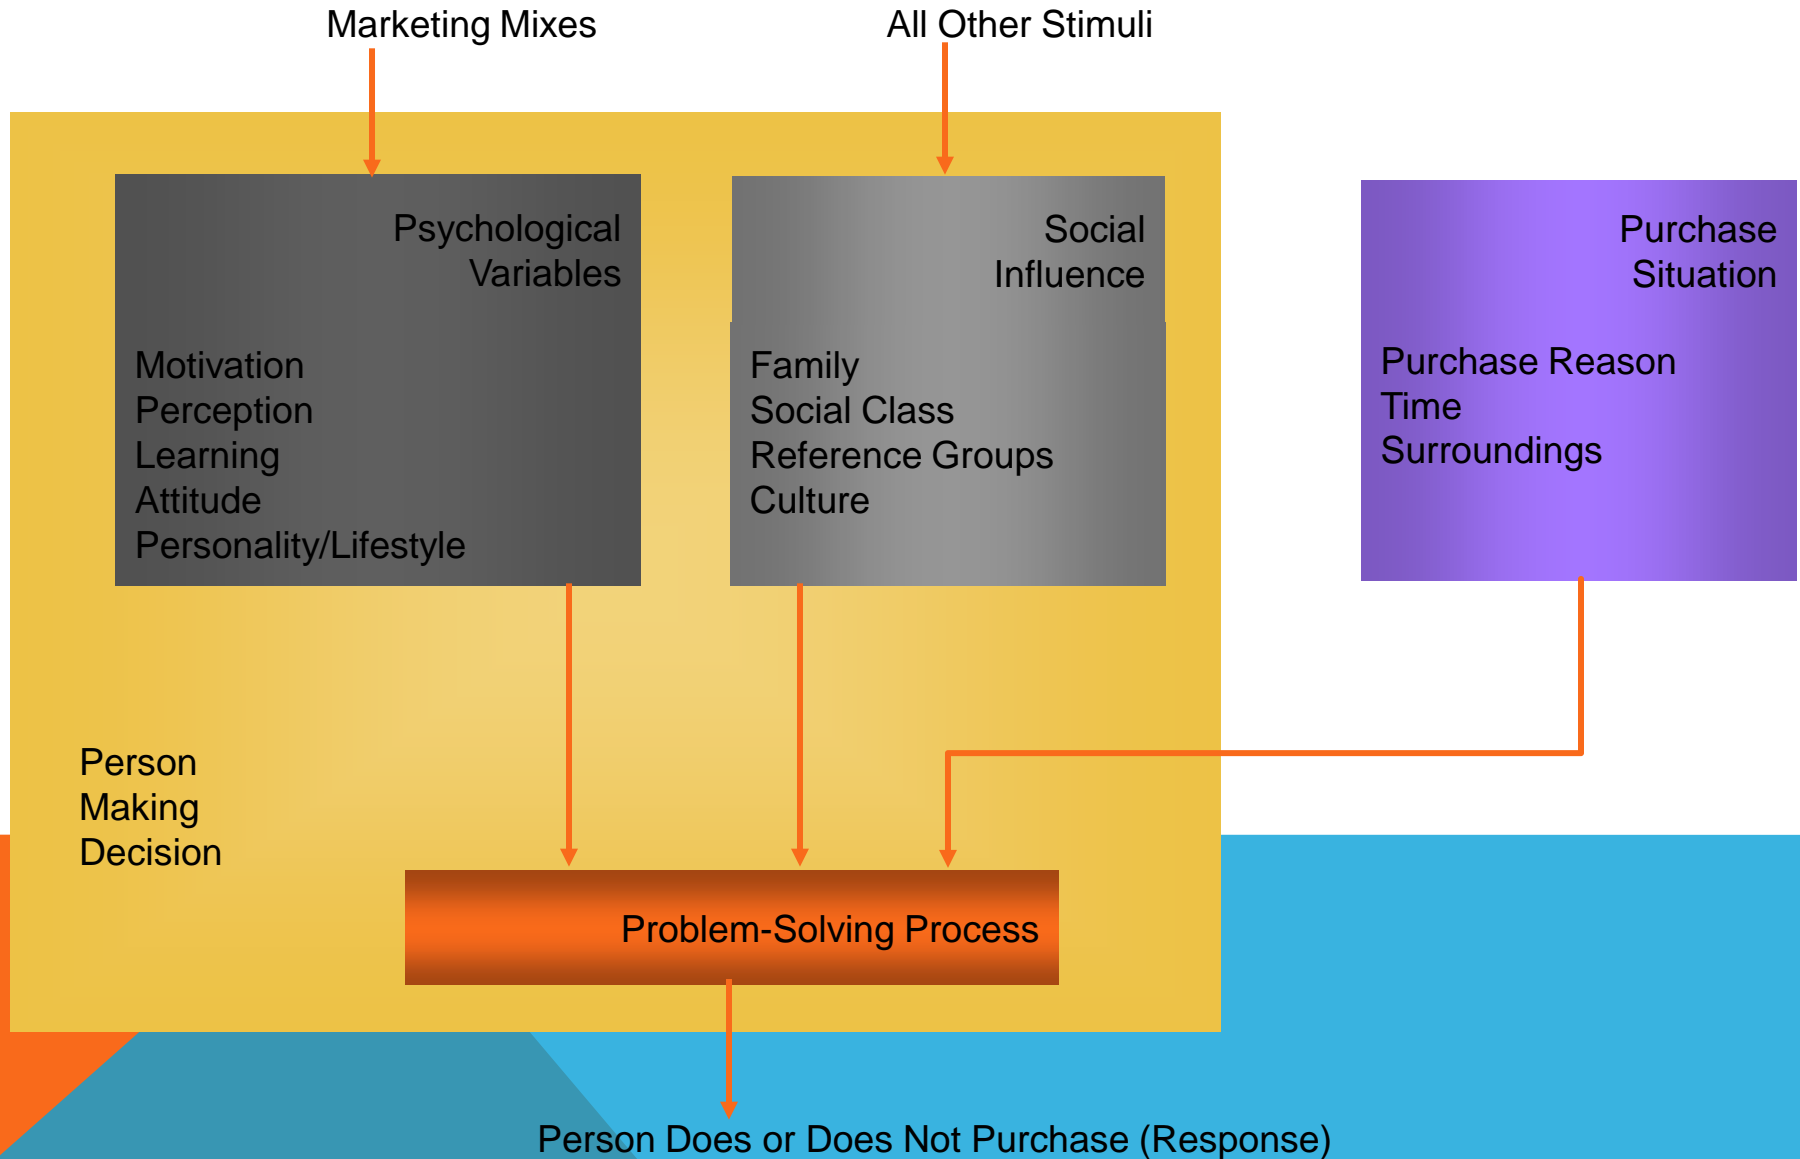 Marketing Mixes
All Other Stimuli
Psychological
Variables
Motivation
Perception
Learning
Attitude
Personality/Lifestyle
Social
Influence
Family
Social Class
Reference Groups
Culture
Purchase
Situation
Purchase Reason
Time
Surroundings
Person
Making
Decision
Problem-Solving Process
Person Does or Does Not Purchase (Response)